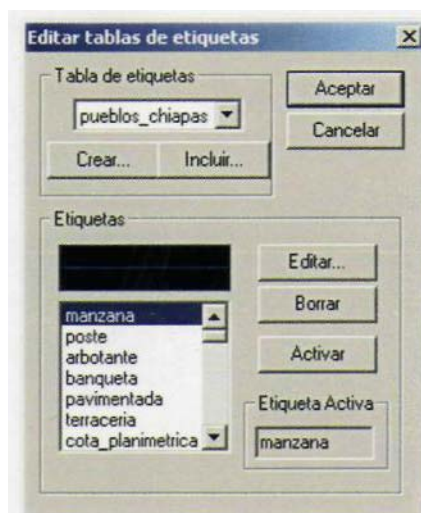 Editar tablas de etiquetas
Tabla de etiquetas
pueblos_chiapas
Crear...
Incluir...
Aceptar
Cancelar
Etiquetas
manzana
poste
arbotante
banqueta
pavimentada
terraceria
cota_planimetrica
Editar...
Borrar
Activar
Etiqueta Activa
manzana